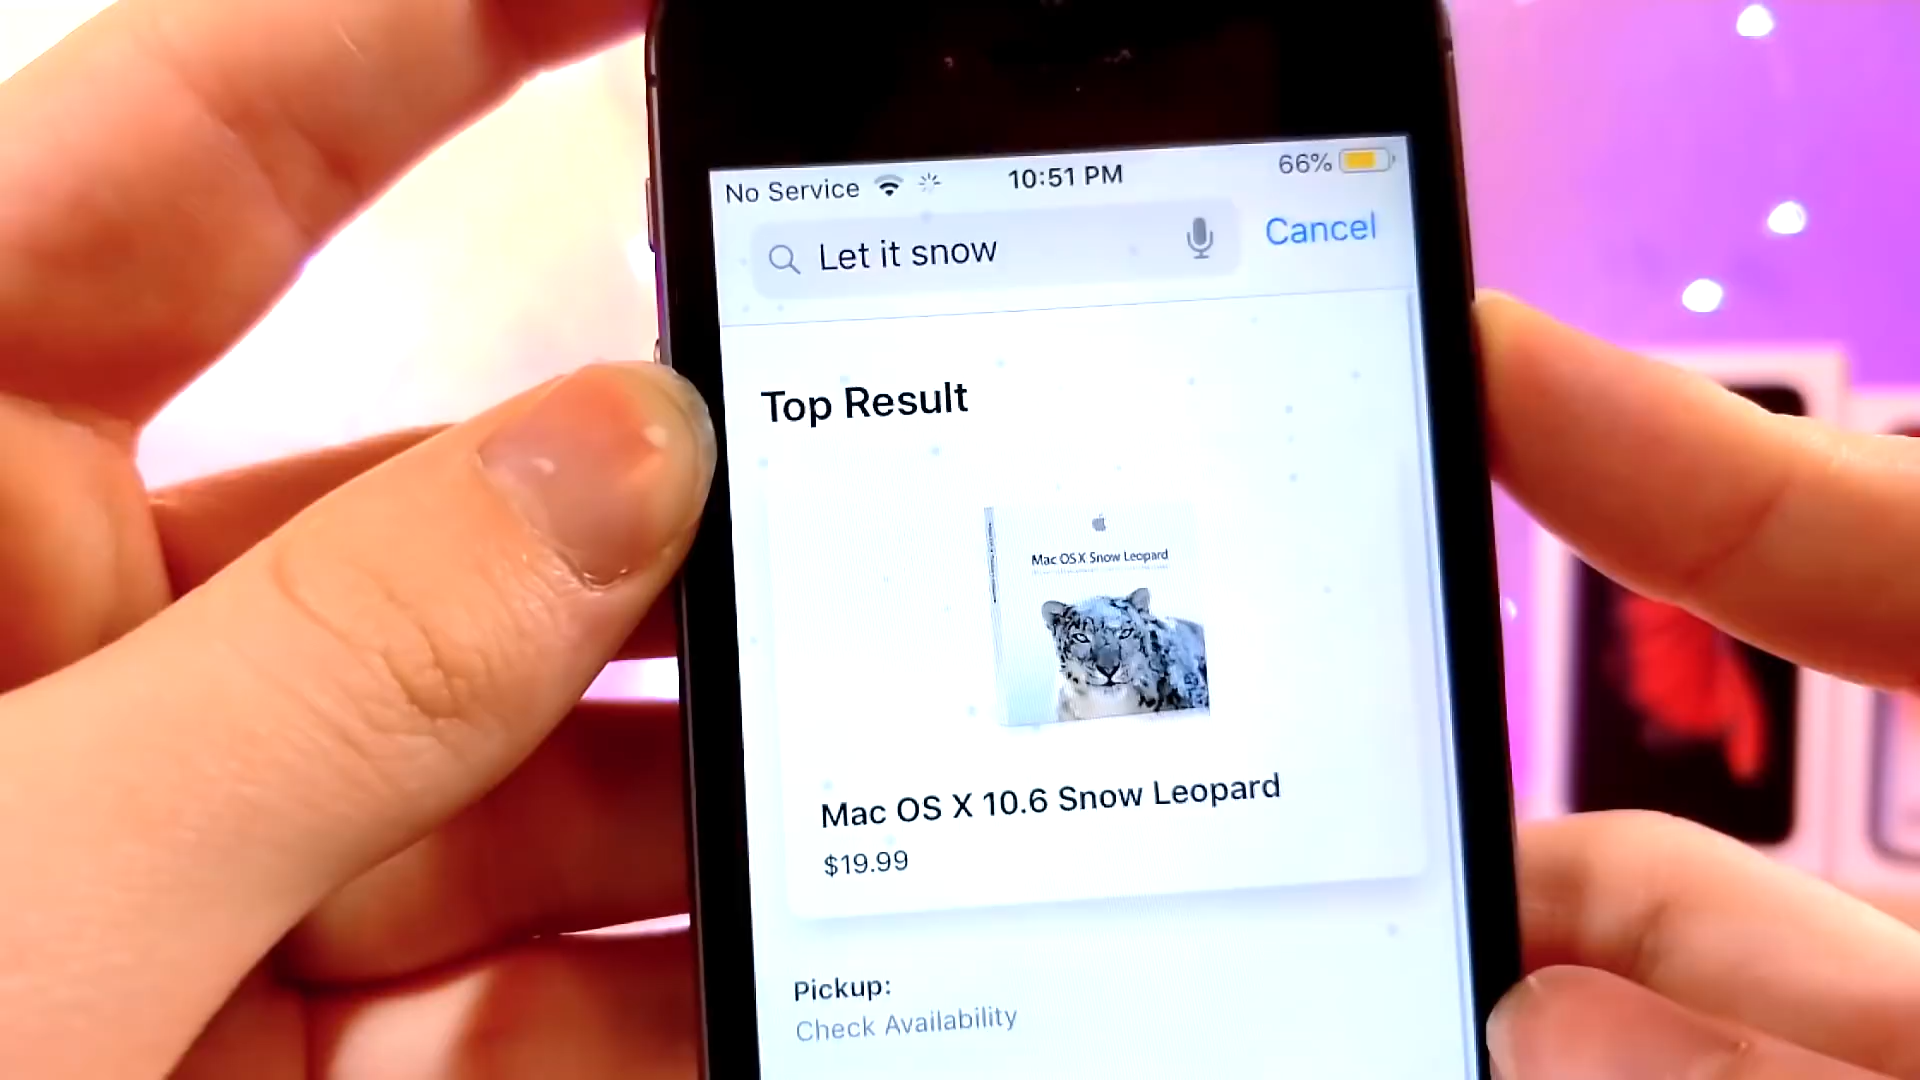 No Service 10:51 PM 66%
Let it snow Cancel
Top Result
Mac OS X Snow Leopard
Mac OS X 10.6 Snow Leopard
$19.99
Pickup:
Check Availability